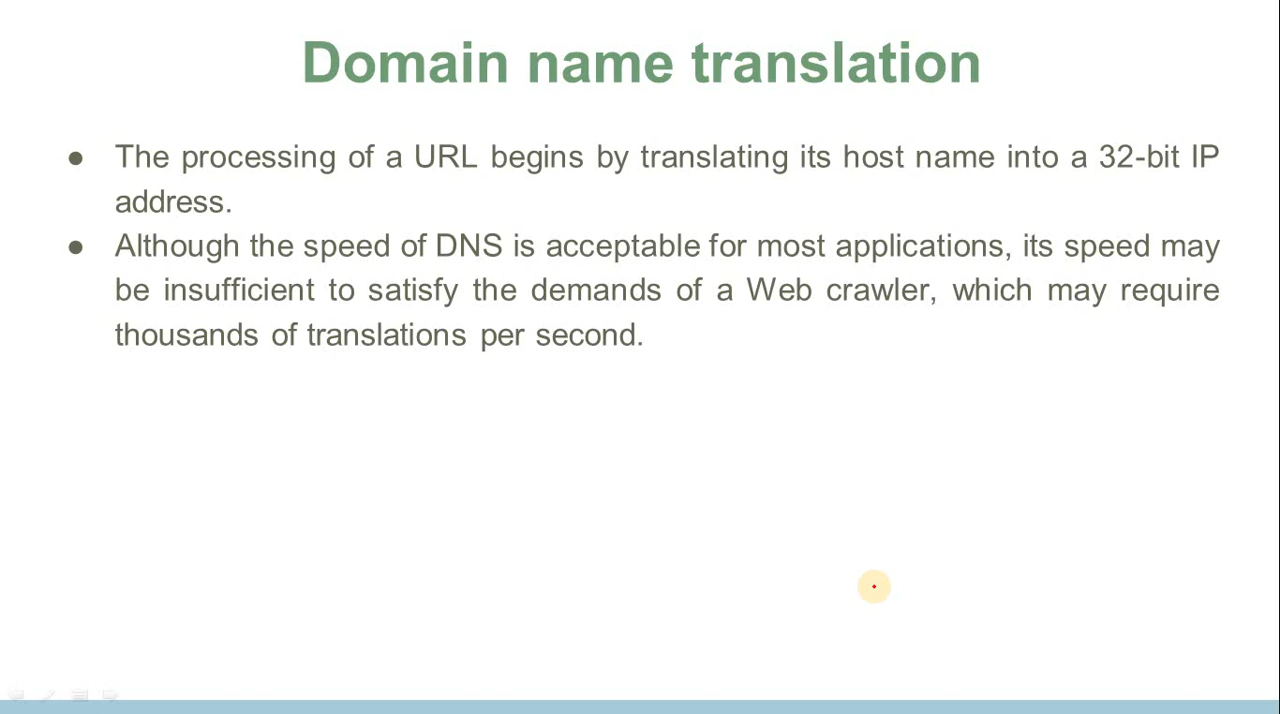 Domain name translation
● The processing of a URL begins by translating its host name into a 32-bit IP
address.
● Although the speed of DNS is acceptable for most applications, its speed may
be insufficient to satisfy the demands of a Web crawler, which may require
thousands of translations per second.